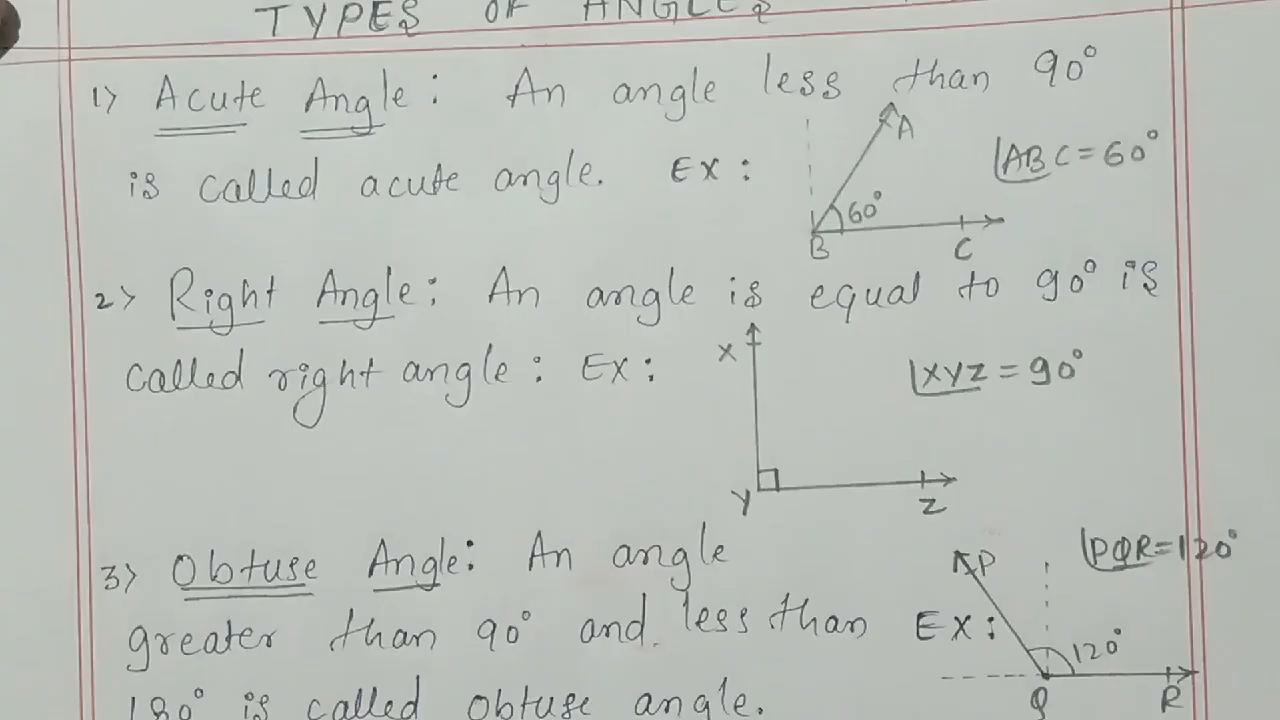 TYPES OF ANGLES
1) Acute Angle: An angle less than 90°
is called acute angle. Ex:
A
∠ABC = 60°
60°
B
C
2) Right Angle: An angle is equal to 90° is
called right angle: Ex:
X
∠XYZ = 90°
Y
Z
3) Obtuse Angle: An angle
P
∠PQR = 120°
greater than 90° and less than Ex:
120°
180° is called obtuse angle.
Q
R